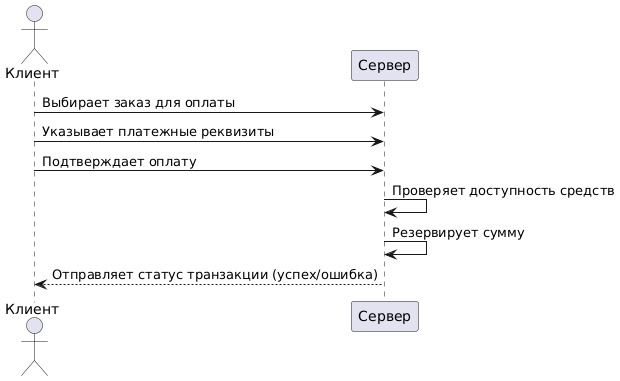 Клиент
Сервер
Выбирает заказ для оплаты
Указывает платежные реквизиты
Подтверждает оплату
Проверяет доступность средств
Резервирует сумму
Отправляет статус транзакции (успех/ошибка)
Клиент
Сервер